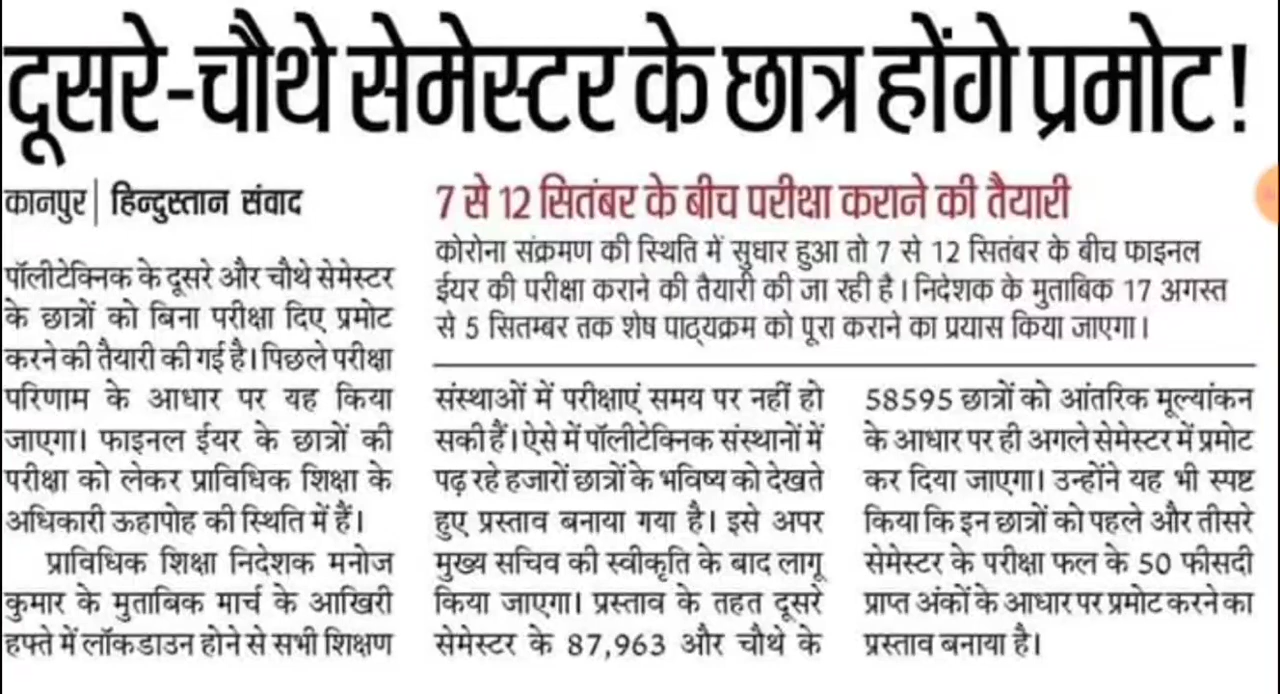 दूसरे-चौथे सेमेस्टर के छात्र होंगे प्रमोट!
कानपुर | हिन्दुस्तान संवाद
पॉलीटेक्निक के दूसरे और चौथे सेमेस्टर
के छात्रों को बिना परीक्षा दिए प्रमोट
करने की तैयारी की गई है। पिछले परीक्षा
परिणाम के आधार पर यह किया
जाएगा। फाइनल ईयर के छात्रों की
परीक्षा को लेकर प्राविधिक शिक्षा के
अधिकारी ऊहापोह की स्थिति में हैं।
प्राविधिक शिक्षा निदेशक मनोज
कुमार के मुताबिक मार्च के आखिरी
हफ्ते में लॉकडाउन होने से सभी शिक्षण
7 से 12 सितंबर के बीच परीक्षा कराने की तैयारी
कोरोना संक्रमण की स्थिति में सुधार हुआ तो 7 से 12 सितंबर के बीच फाइनल
ईयर की परीक्षा कराने की तैयारी की जा रही है। निदेशक के मुताबिक 17 अगस्त
से 5 सितम्बर तक शेष पाठ्यक्रम को पूरा कराने का प्रयास किया जाएगा।
संस्थाओं में परीक्षाएं समय पर नहीं हो
सकी हैं। ऐसे में पॉलीटेक्निक संस्थानों में
पढ़ रहे हजारों छात्रों के भविष्य को देखते
हुए प्रस्ताव बनाया गया है। इसे अपर
मुख्य सचिव की स्वीकृति के बाद लागू
किया जाएगा। प्रस्ताव के तहत दूसरे
सेमेस्टर के 87,963 और चौथे के
58595 छात्रों को आंतरिक मूल्यांकन
के आधार पर ही अगले सेमेस्टर में प्रमोट
कर दिया जाएगा। उन्होंने यह भी स्पष्ट
किया कि इन छात्रों को पहले और तीसरे
सेमेस्टर के परीक्षा फल के 50 फीसदी
प्राप्त अंकों के आधार पर प्रमोट करने का
प्रस्ताव बनाया है।